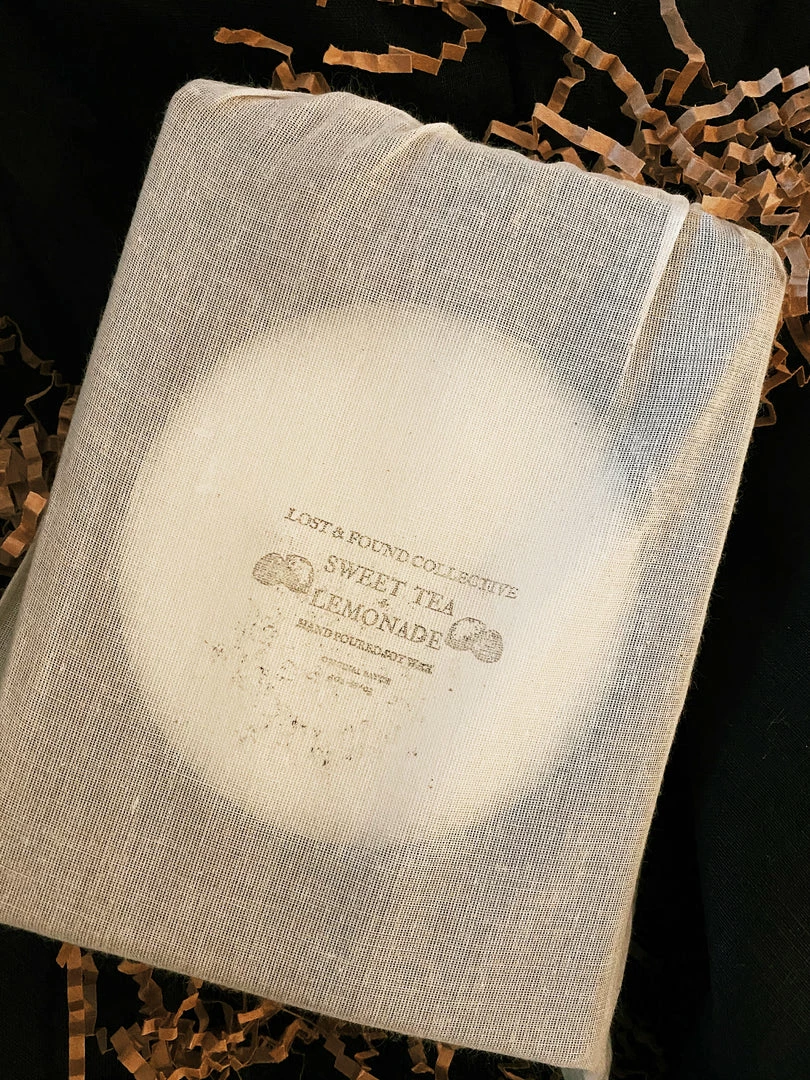 LOST & FOUND COLLECTIVE
SWEET TEA
+
LEMONADE
HAND POURED SOY WAX